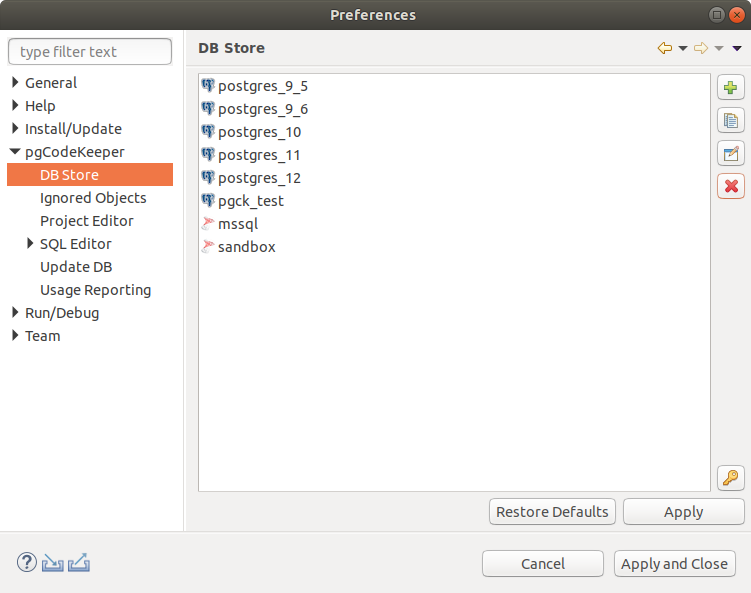 Preferences
type filter text
General
Help
Install/Update
pgCodeKeeper
DB Store
Ignored Objects
Project Editor
SQL Editor
Update DB
Usage Reporting
Run/Debug
Team
DB Store
postgres_9_5
postgres_9_6
postgres_10
postgres_11
postgres_12
pgck_test
mssql
sandbox
Restore Defaults
Apply
?
Cancel
Apply and Close